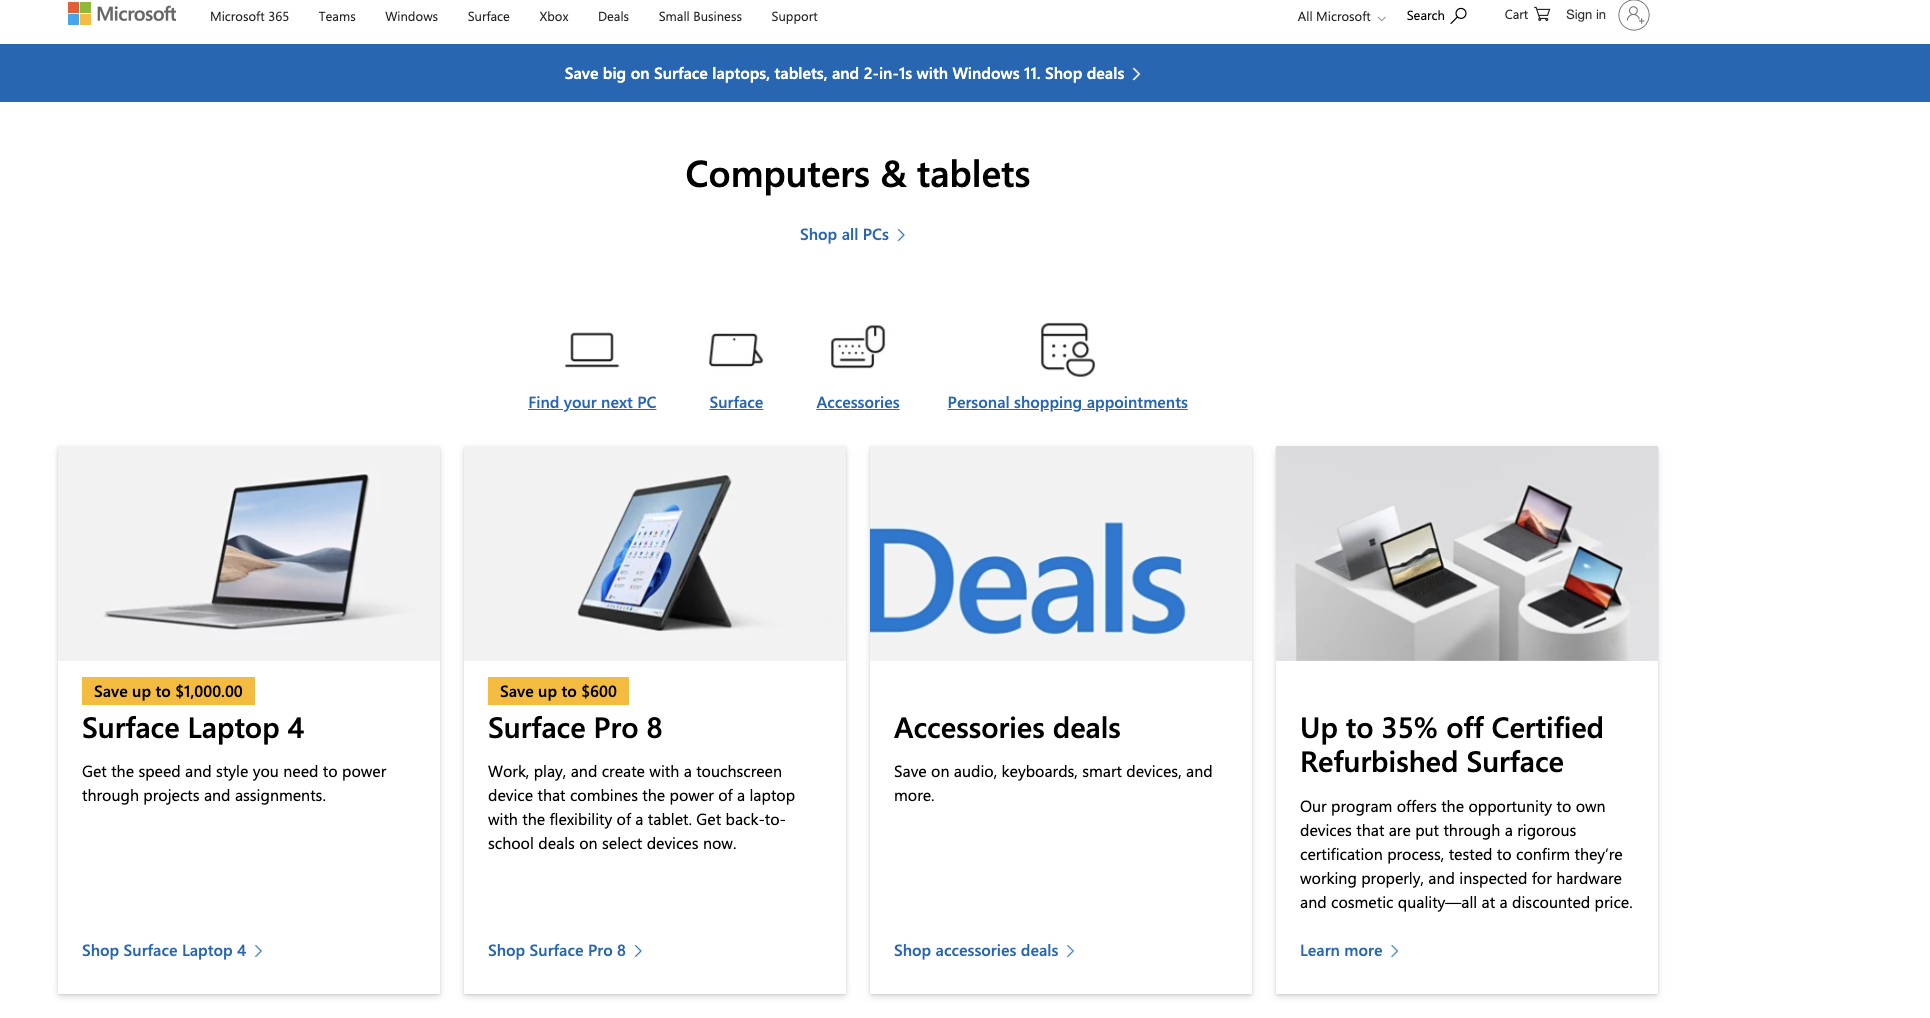 Microsoft
Microsoft 365
Teams
Windows
Surface
Xbox
Deals
Small Business
Support
All Microsoft
Search
Cart
Sign in
Save big on Surface laptops, tablets, and 2-in-1s with Windows 11. Shop deals
Computers & tablets
Shop all PCs
Find your next PC
Surface
Accessories
Personal shopping appointments
Save up to $1,000.00
Surface Laptop 4
Get the speed and style you need to power
through projects and assignments.
Shop Surface Laptop 4
Save up to $600
Surface Pro 8
Work, play, and create with a touchscreen
device that combines the power of a laptop
with the flexibility of a tablet. Get back-to-
school deals on select devices now.
Shop Surface Pro 8
Deals
Accessories deals
Save on audio, keyboards, smart devices, and
more.
Shop accessories deals
Up to 35% off Certified
Refurbished Surface
Our program offers the opportunity to own
devices that are put through a rigorous
certification process, tested to confirm they’re
working properly, and inspected for hardware
and cosmetic quality—all at a discounted price.
Learn more